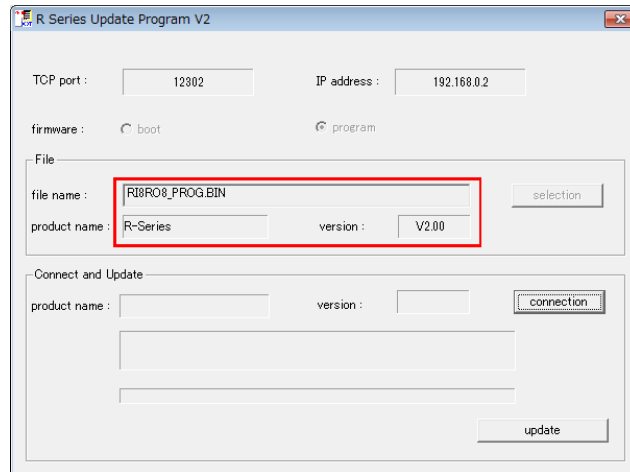 R Series Update Program V2
TCP port : 12302 IP address : 192.168.0.2
firmware : boot program
File
file name : RI8RO8_PROG.BIN selection
product name : R-Series version : V2.00
Connect and Update
product name : version : connection
update